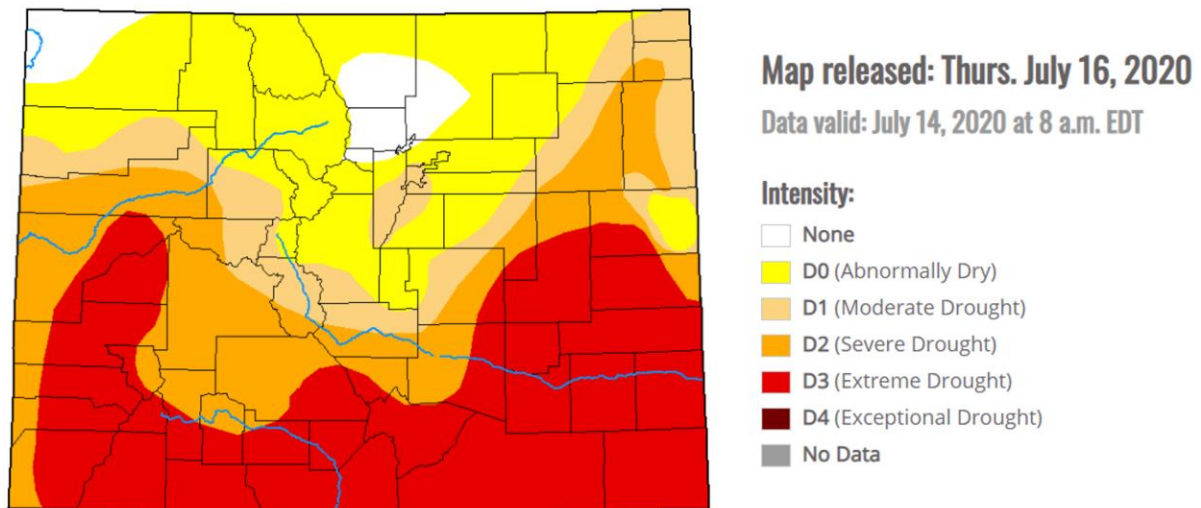 Map released: Thurs. July 16, 2020
Data valid: July 14, 2020 at 8 a.m. EDT
Intensity:
None
D0 (Abnormally Dry)
D1 (Moderate Drought)
D2 (Severe Drought)
D3 (Extreme Drought)
D4 (Exceptional Drought)
No Data